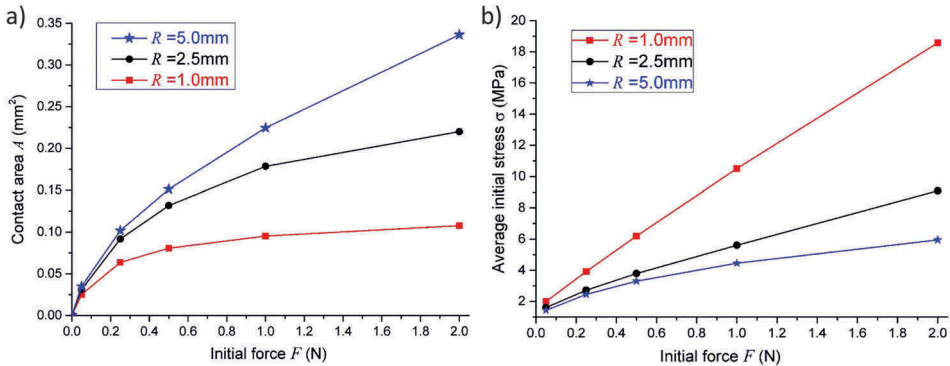 a)
R =5.0mm
R =2.5mm
R =1.0mm
Contact area A (mm²)
0.35
0.30
0.25
0.20
0.15
0.10
0.05
0.00
0.0 0.2 0.4 0.6 0.8 1.0 1.2 1.4 1.6 1.8 2.0
Initial force F (N)
b)
R =1.0mm
R =2.5mm
R =5.0mm
Average initial stress σ (MPa)
20
18
16
14
12
10
8
6
4
2
0.2 0.4 0.6 0.8 1.0 1.2 1.4 1.6 1.8 2.0
Initial force F (N)